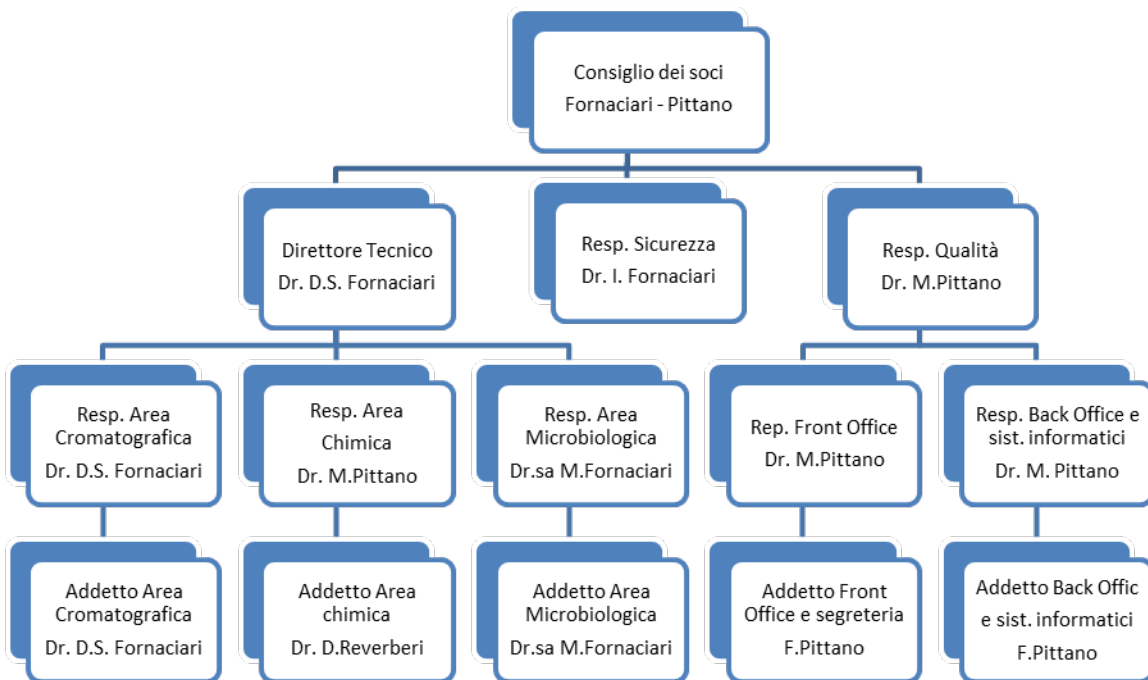 Consiglio dei soci
Fornaciari - Pittano
Direttore Tecnico
Dr. D.S. Fornaciari
Resp. Sicurezza
Dr. I. Fornaciari
Resp. Qualità
Dr. M.Pittano
Resp. Area
Cromatografica
Dr. D.S. Fornaciari
Resp. Area
Chimica
Dr. M.Pittano
Resp. Area
Microbiologica
Dr.sa M.Fornaciari
Rep. Front Office
Dr. M.Pittano
Resp. Back Office e
sist. informatici
Dr. M. Pittano
Addetto Area
Cromatografica
Dr. D.S. Fornaciari
Addetto Area
chimica
Dr. D.Reverberi
Addetto Area
Microbiologica
Dr.sa M.Fornaciari
Addetto Front
Office e segreteria
F.Pittano
Addetto Back Offic
e sist. informatici
F.Pittano